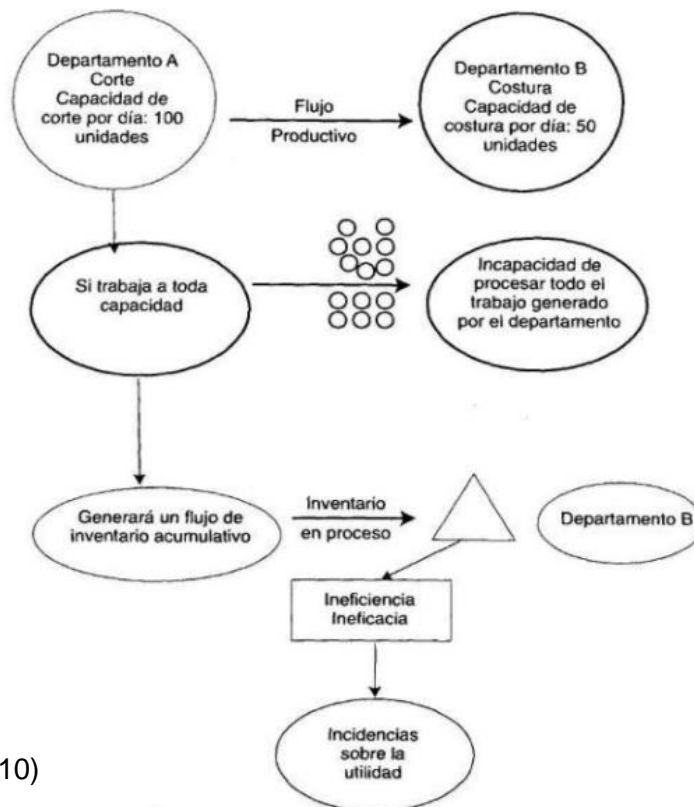 Departamento A
Corte
Capacidad de
corte por día: 100
unidades
Flujo
Productivo
Departamento B
Costura
Capacidad de
costura por día: 50
unidades
Si trabaja a toda
capacidad
Incapacidad de
procesar todo el
trabajo generado
por el departamento
Generará un flujo de
inventario acumulativo
Inventario
en proceso
Departamento B
Ineficiencia
Ineficacia
Incidencias
sobre la
utilidad
10)